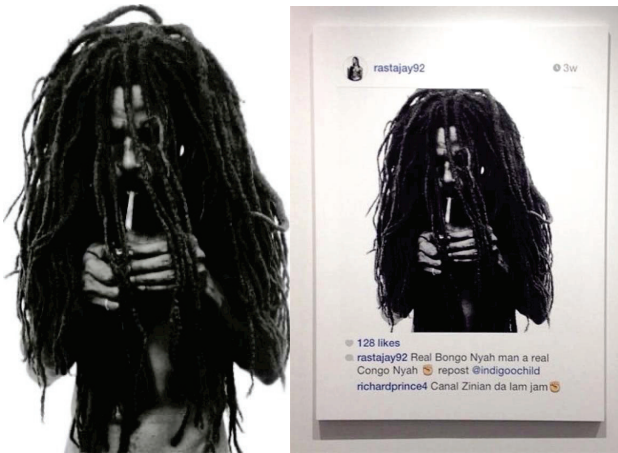 rastajay92 3w
128 likes
rastajay92 Real Bongo Nyah man a real
Congo Nyah ✊🏼 repost @indigoochild
richardprince4 Canal Zinian da lam jam✊🏼